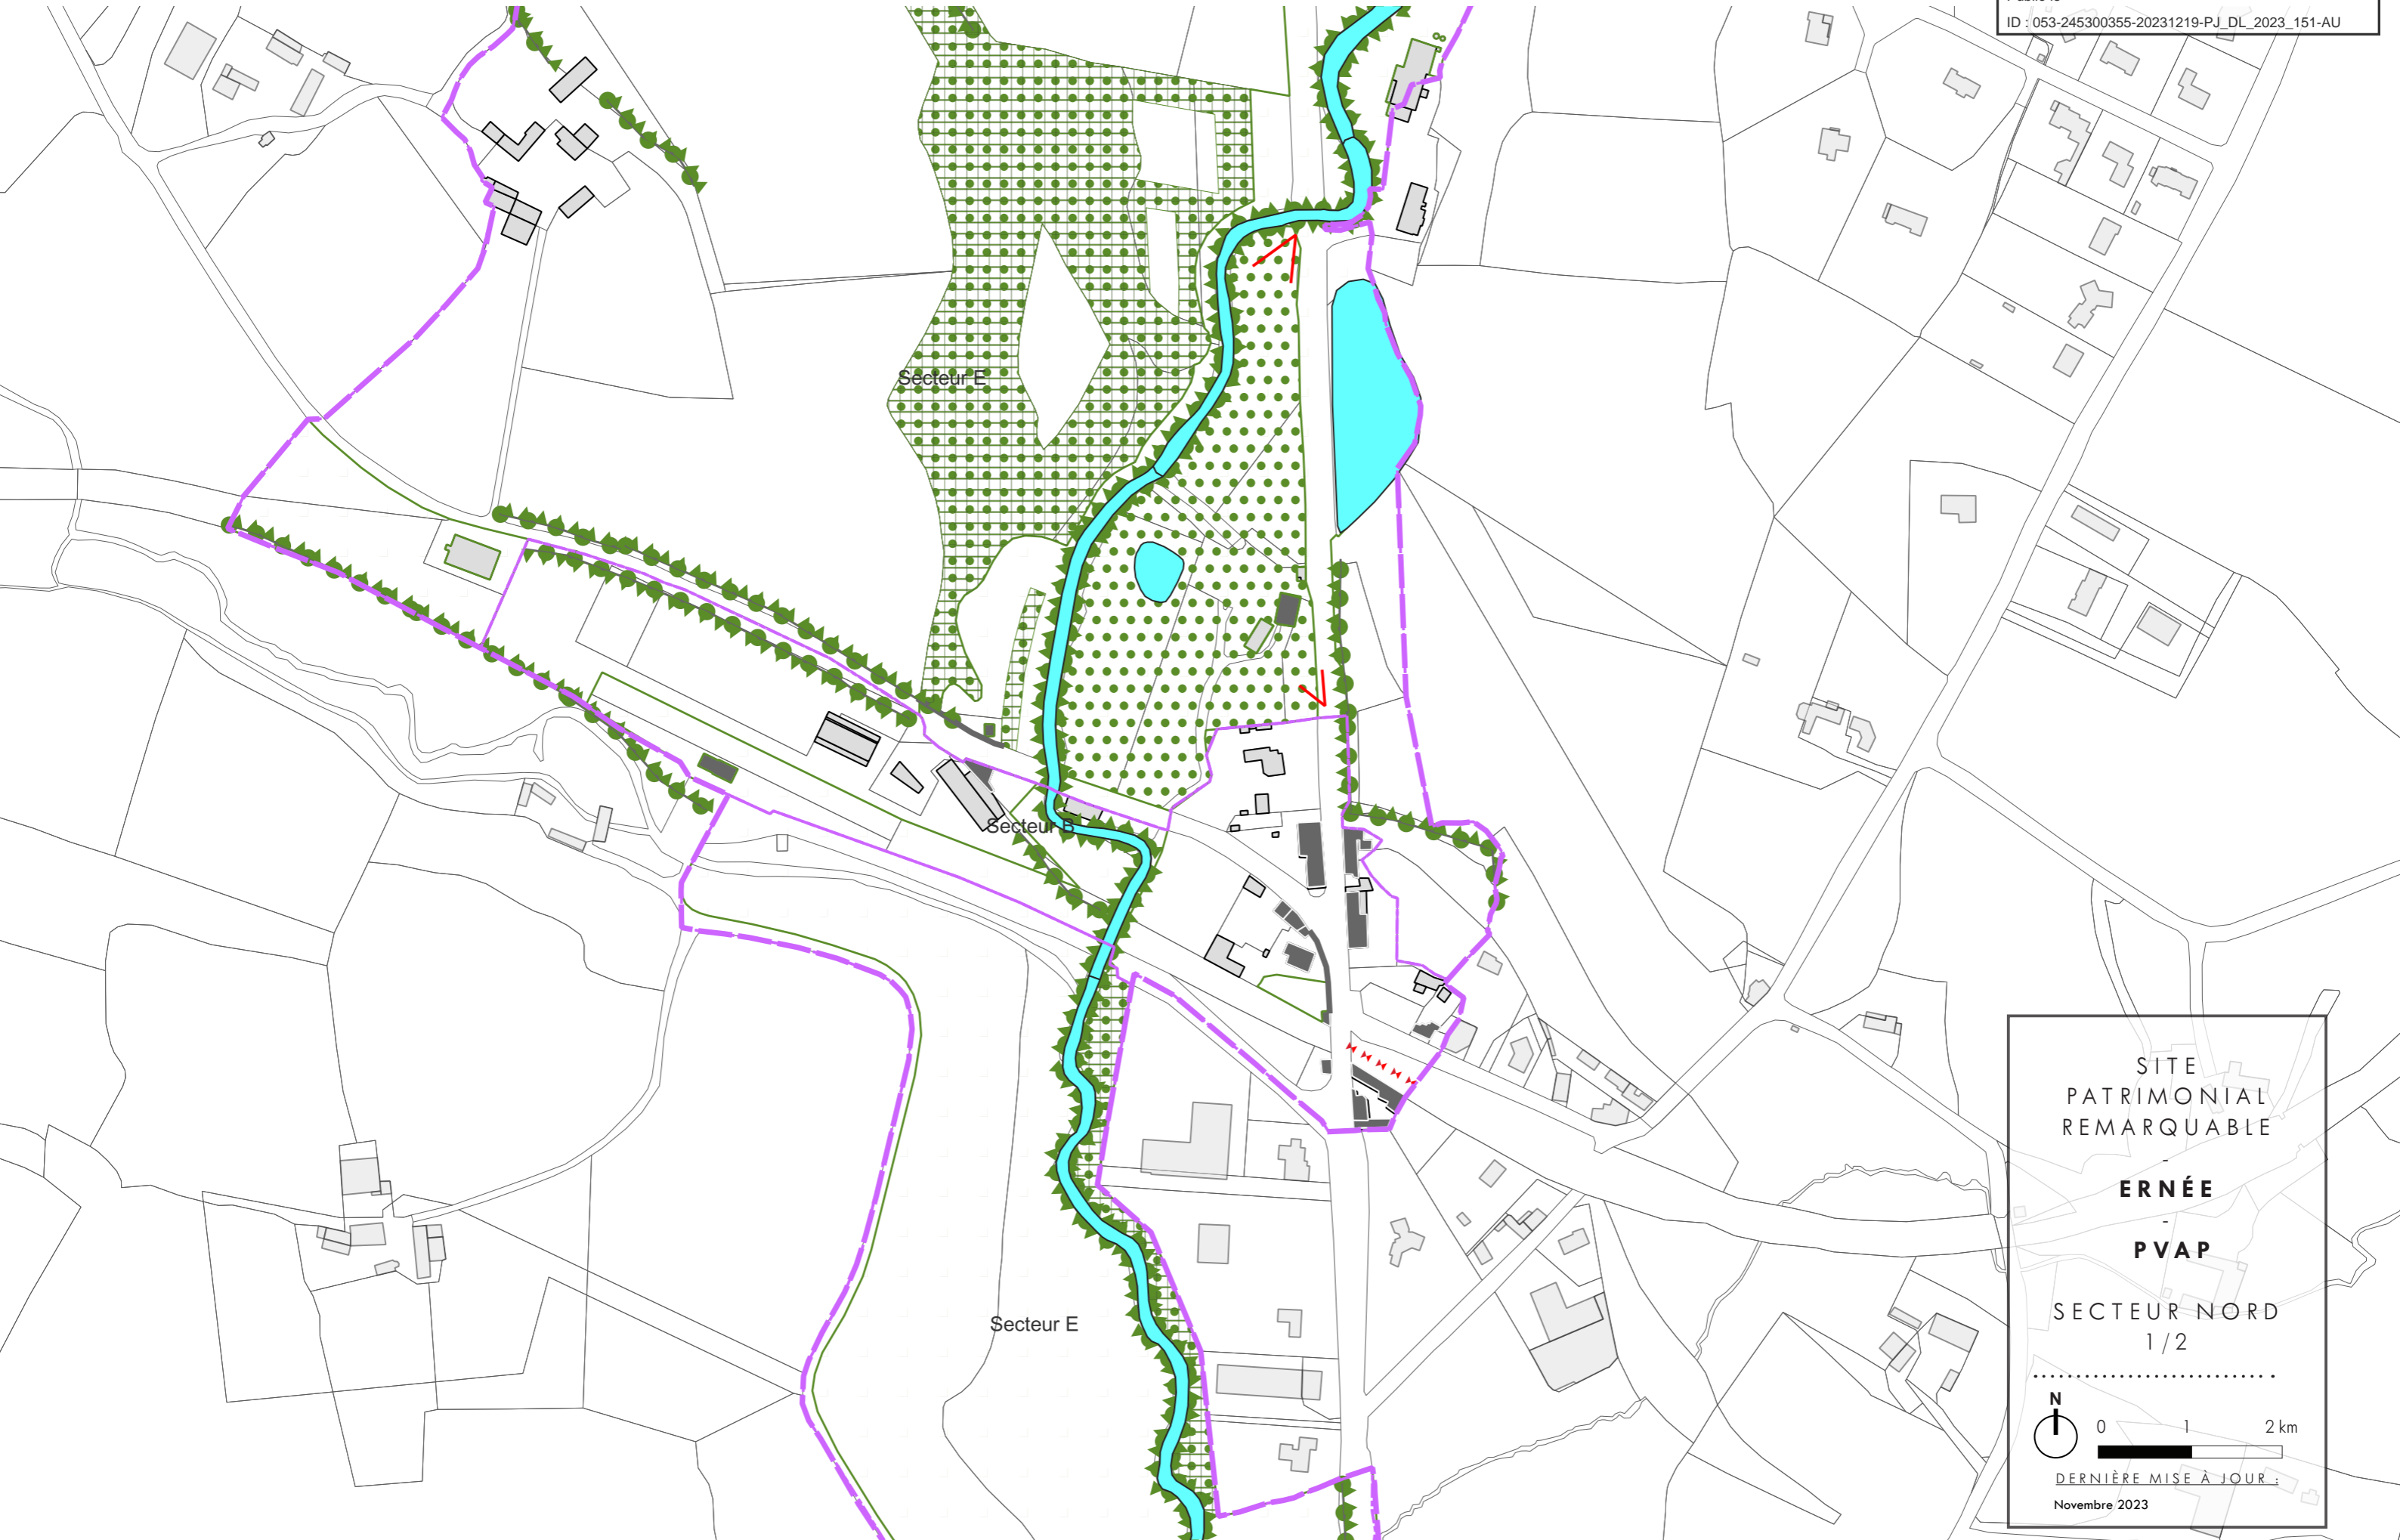 ID : 053-245300355-20231219-PJ_DL_2023_151-AU
Secteur E
Secteur B
Secteur E
SITE
PATRIMONIAL
REMARQUABLE
-
ERNÉE
-
PVAP
SECTEUR NORD
1/2
N
0 1 2 km
DERNIÈRE MISE À JOUR :
Novembre 2023